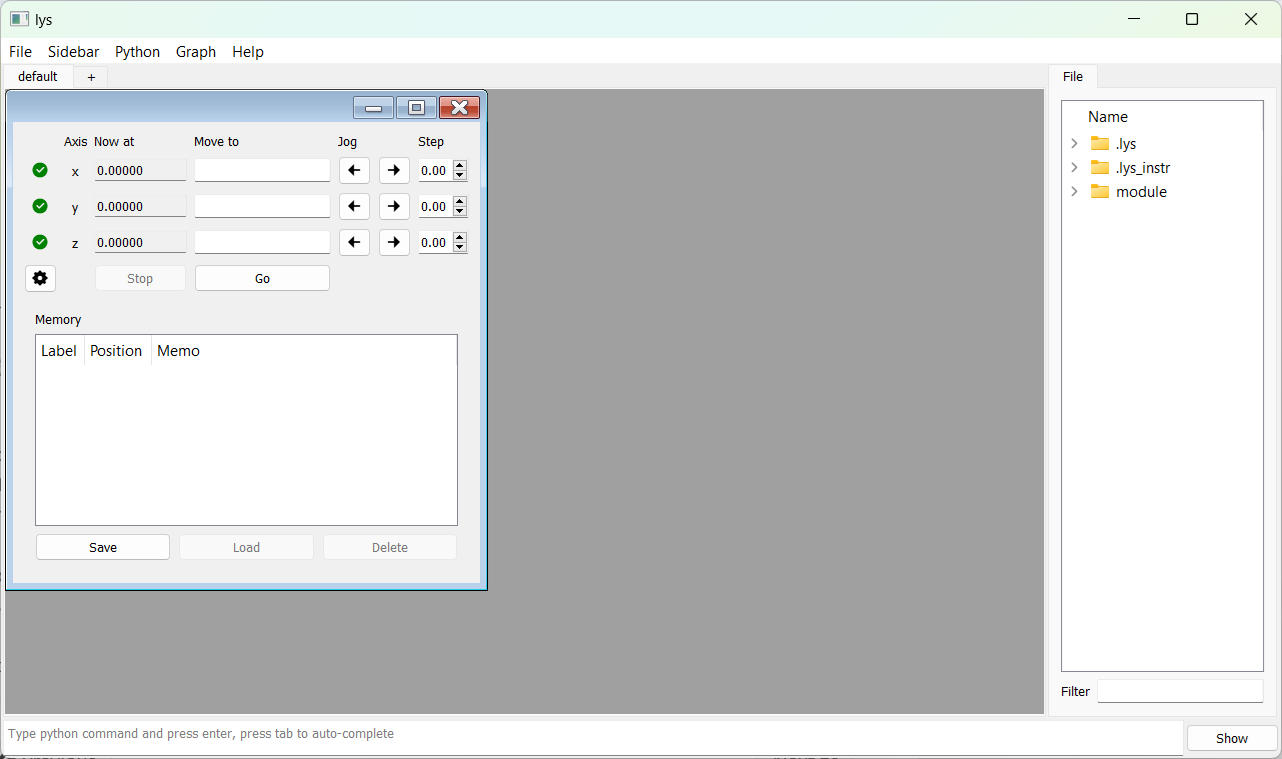 lys
File Sidebar Python Graph Help
default +
File
Axis Now at Move to Jog Step
x 0.00000 0.00
y 0.00000 0.00
z 0.00000 0.00
Stop Go
Memory
Label Position Memo
Save Load Delete
Name
.lys
.lys_instr
module
Filter
Type python command and press enter, press tab to auto-complete
Show